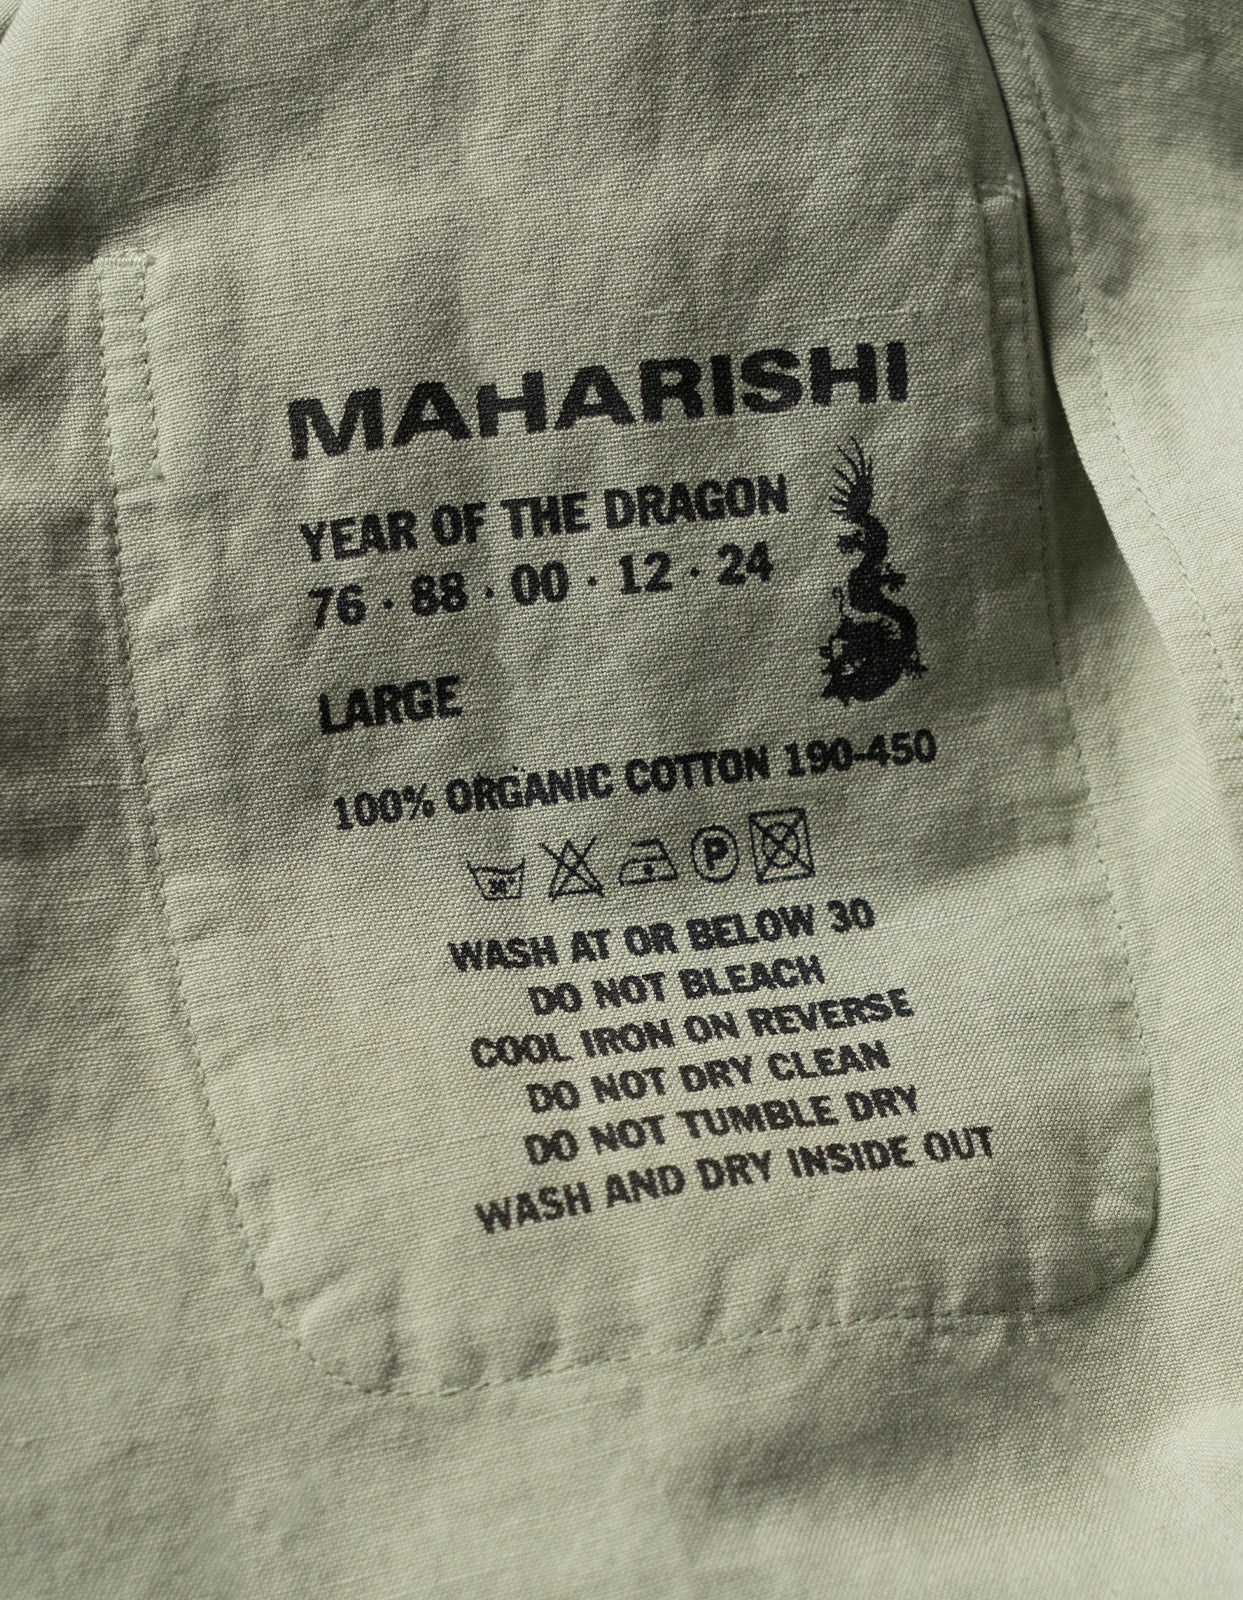 MAHARISHI
YEAR OF THE DRAGON
76 · 88 · 00 · 12 · 24
LARGE
100% ORGANIC COTTON 190-450
30° P
WASH AT OR BELOW 30
DO NOT BLEACH
COOL IRON ON REVERSE
DO NOT DRY CLEAN
DO NOT TUMBLE DRY
WASH AND DRY INSIDE OUT